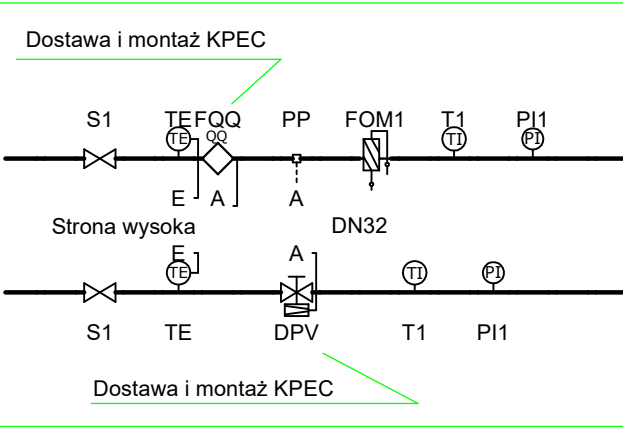 Dostawa i montaż KPEC
S1 TE FQQ PP FOM1 T1 PI1
TE QQ TI PI
E A A
Strona wysoka DN32
E A
TE TI PI
S1 TE DPV T1 PI1
Dostawa i montaż KPEC